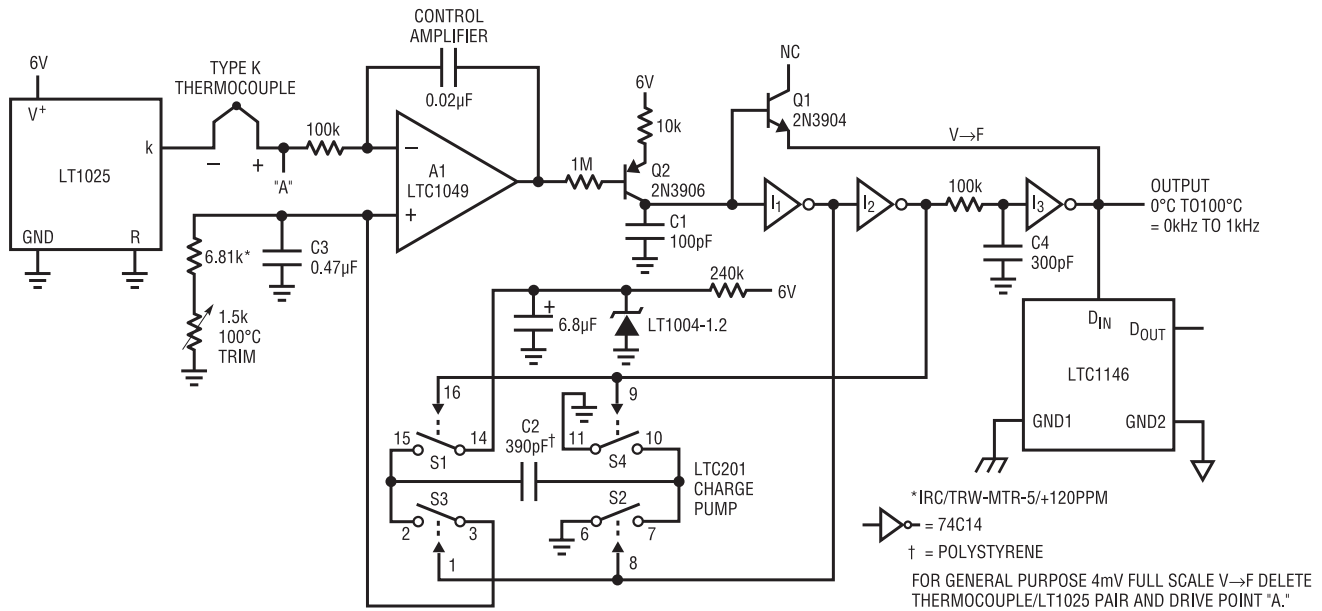 CONTROL
AMPLIFIER
6V
V+
k
LT1025
GND
R
TYPE K
THERMOCOUPLE
−
+
"A"
100k
0.02µF
−
A1
LTC1049
+
6.81k*
1.5k
100°C
TRIM
C3
0.47µF
1M
6V
10k
Q2
2N3906
C1
100pF
NC
Q1
2N3904
V→F
I1
I2
100k
I3
C4
300pF
OUTPUT
0°C TO100°C
= 0kHz TO 1kHz
DIN
DOUT
LTC1146
GND1
GND2
+
6.8µF
LT1004-1.2
240k
6V
16
15
14
S1
C2
390pF†
9
11
10
S4
LTC201
CHARGE
PUMP
S3
2
3
1
S2
6
7
8
*IRC/TRW-MTR-5/+120PPM
= 74C14
† = POLYSTYRENE
FOR GENERAL PURPOSE 4mV FULL SCALE V→F DELETE
THERMOCOUPLE/LT1025 PAIR AND DRIVE POINT "A."